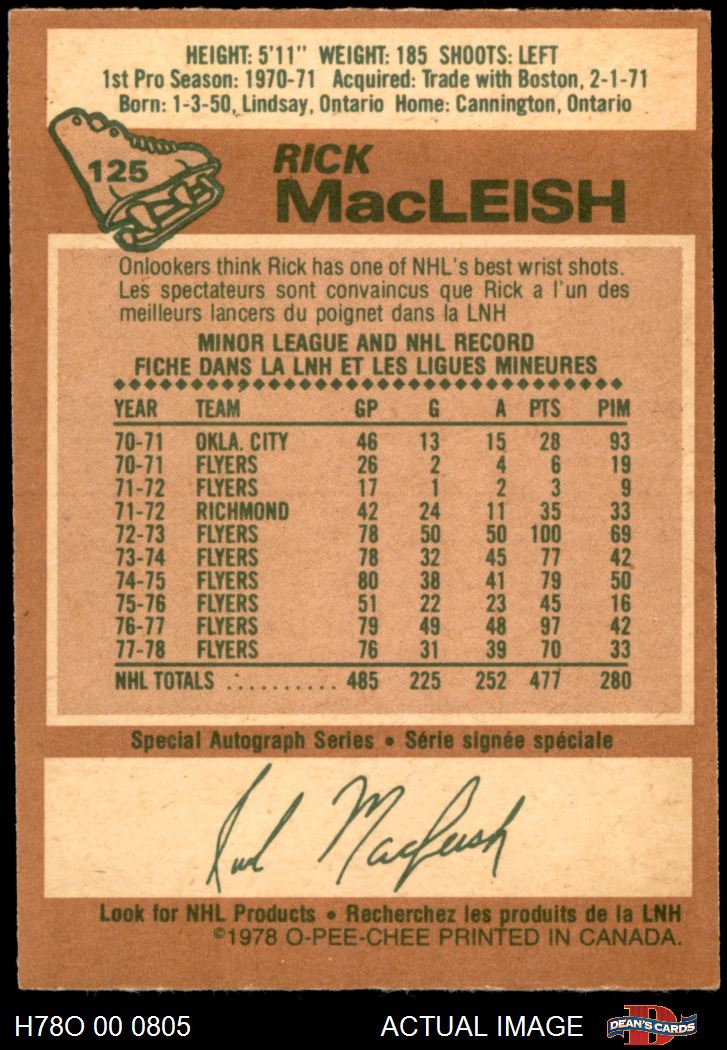 HEIGHT: 5'11" WEIGHT: 185 SHOOTS: LEFT
1st Pro Season: 1970-71 Acquired: Trade with Boston, 2-1-71
Born: 1-3-50, Lindsay, Ontario Home: Cannington, Ontario
125
RICK
MacLEISH
Onlookers think Rick has one of NHL's best wrist shots.
Les spectateurs sont convaincus que Rick a l'un des
meilleurs lancers du poignet dans la LNH
MINOR LEAGUE AND NHL RECORD
FICHE DANS LA LNH ET LES LIGUES MINEURES
YEAR TEAM GP G A PTS PIM
70-71 OKLA. CITY 46 13 15 28 93
70-71 FLYERS 26 2 4 6 19
71-72 FLYERS 17 1 2 3 9
71-72 RICHMOND 42 24 11 35 33
72-73 FLYERS 78 50 50 100 69
73-74 FLYERS 78 32 45 77 42
74-75 FLYERS 80 38 41 79 50
75-76 FLYERS 51 22 23 45 16
76-77 FLYERS 79 49 48 97 42
77-78 FLYERS 76 31 39 70 33
NHL TOTALS .......... 485 225 252 477 280
Special Autograph Series • Série signée spéciale
Rick MacLeish
Look for NHL Products • Recherchez les produits de la LNH
©1978 O-PEE-CHEE PRINTED IN CANADA.
H78O 00 0805 ACTUAL IMAGE D DEAN'S CARDS